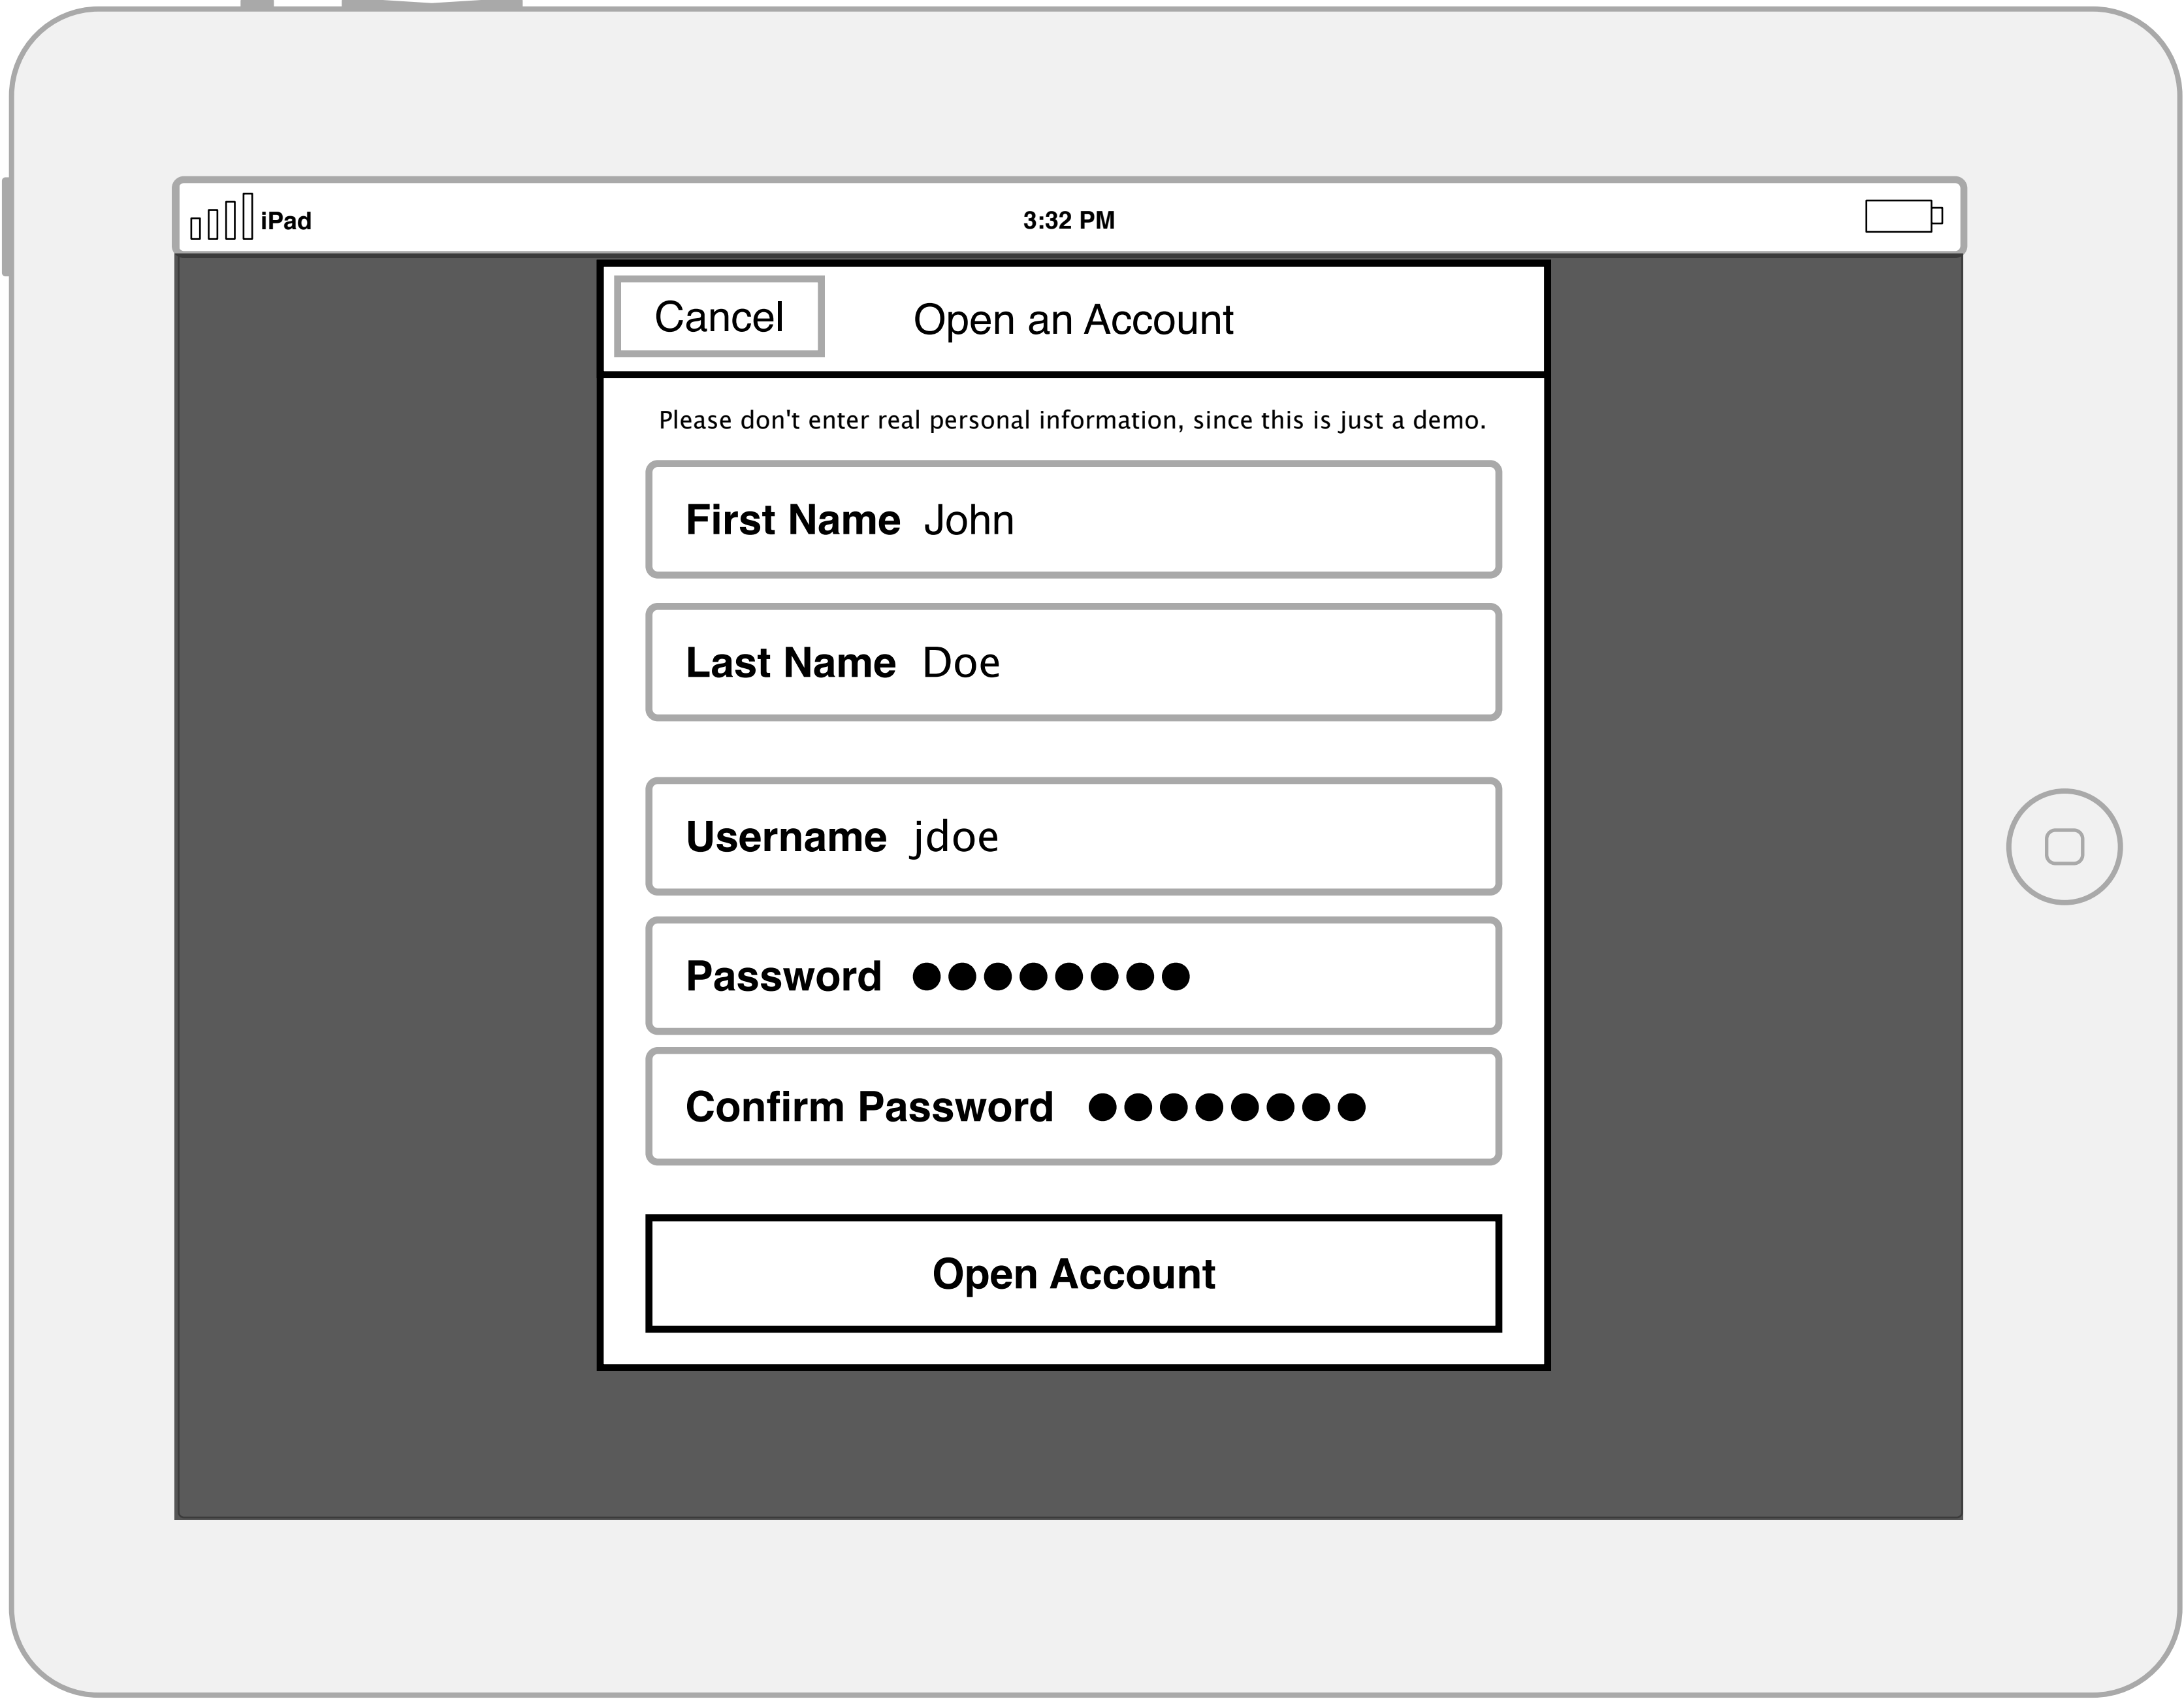 iPad 3:32 PM
Cancel Open an Account
Please don't enter real personal information, since this is just a demo.
First Name John
Last Name Doe
Username jdoe
Password ●●●●●●●●
Confirm Password ●●●●●●●●
Open Account